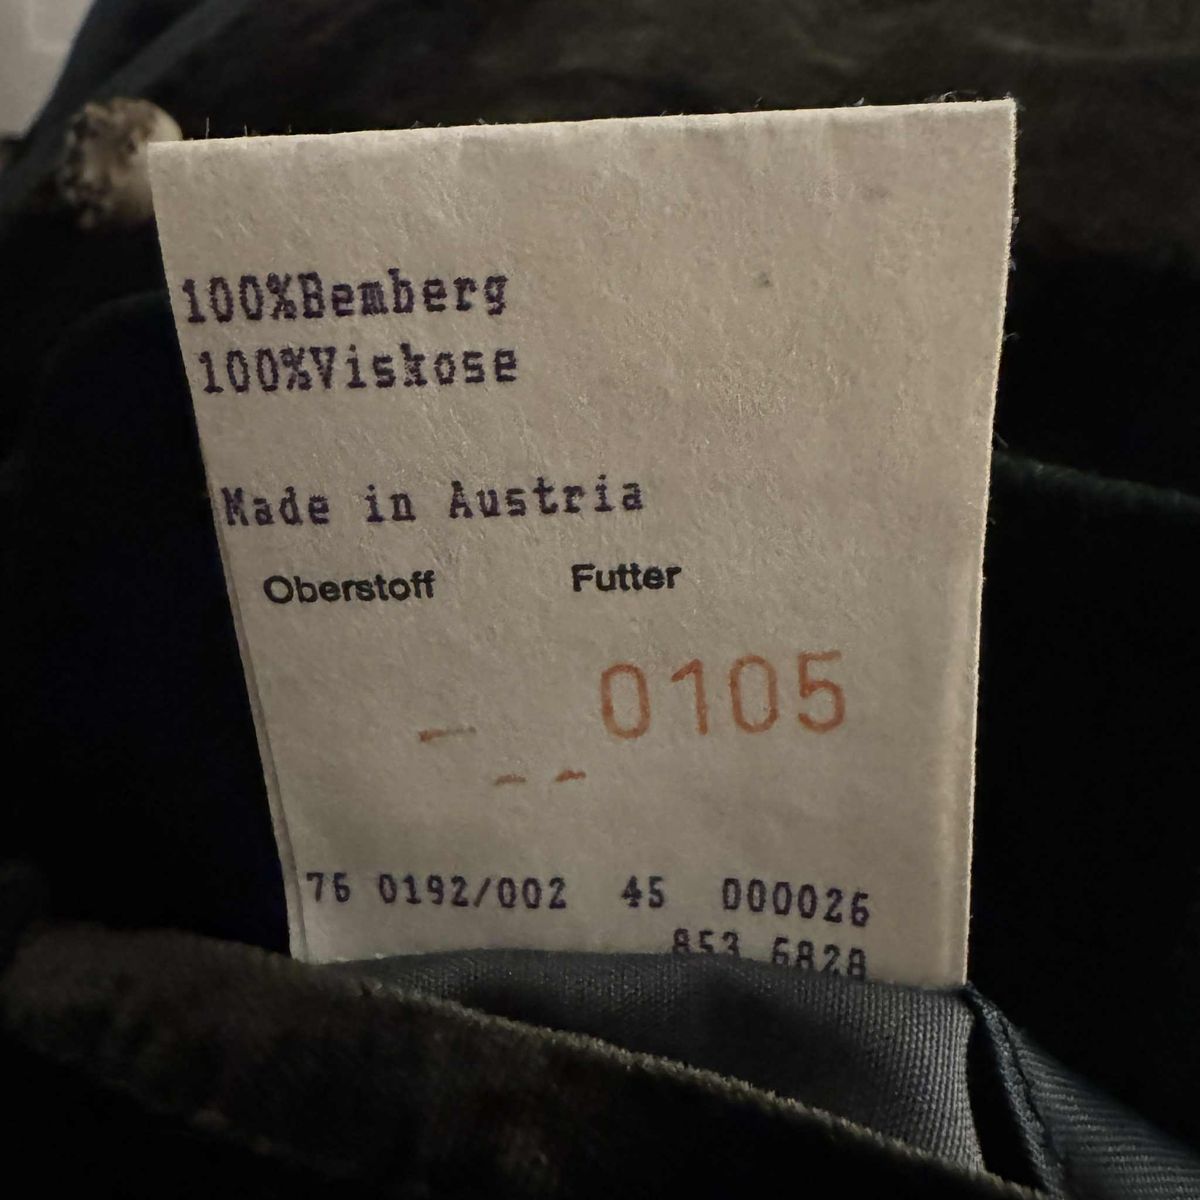 100%Bemberg
100%Viskose
Made in Austria
Oberstoff Futter
0105
76 0192/002 45 000026
853 6828